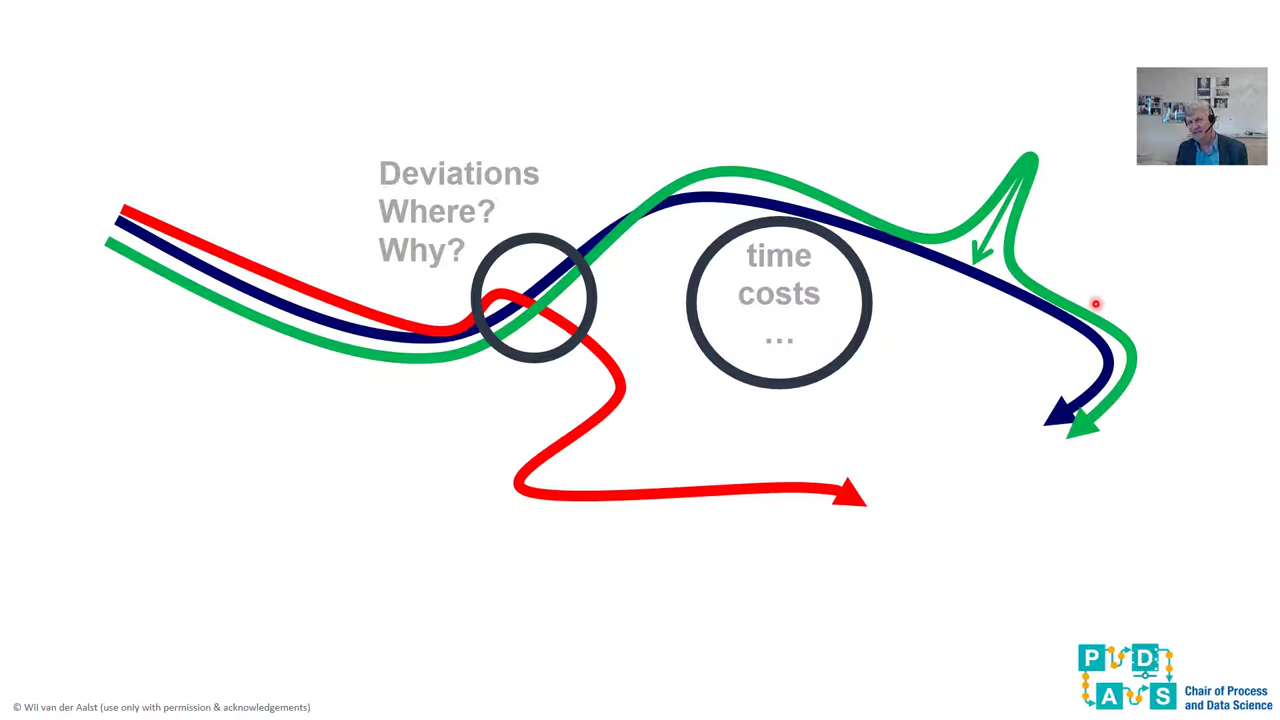 Deviations
Where?
Why?
time
costs
...
P D
A S
Chair of Process
and Data Science
© Wil van der Aalst (use only with permission & acknowledgements)